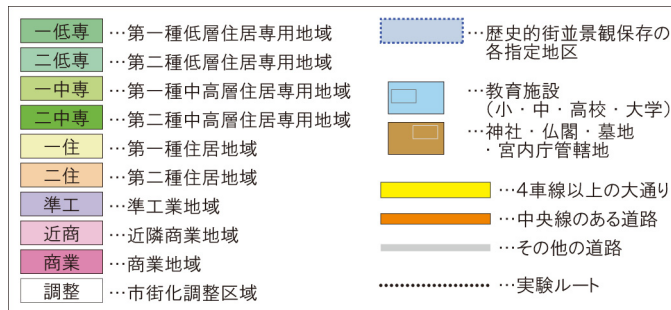 一低専 …第一種低層住居専用地域
二低専 …第二種低層住居専用地域
一中専 …第一種中高層住居専用地域
二中専 …第二種中高層住居専用地域
一住 …第一種住居地域
二住 …第二種住居地域
準工 …準工業地域
近商 …近隣商業地域
商業 …商業地域
調整 …市街化調整区域
…歴史的街並景観保存の
各指定地区
…教育施設
（小・中・高校・大学）
…神社・仏閣・墓地
・宮内庁管轄地
…4車線以上の大通り
…中央線のある道路
…その他の道路
…実験ルート